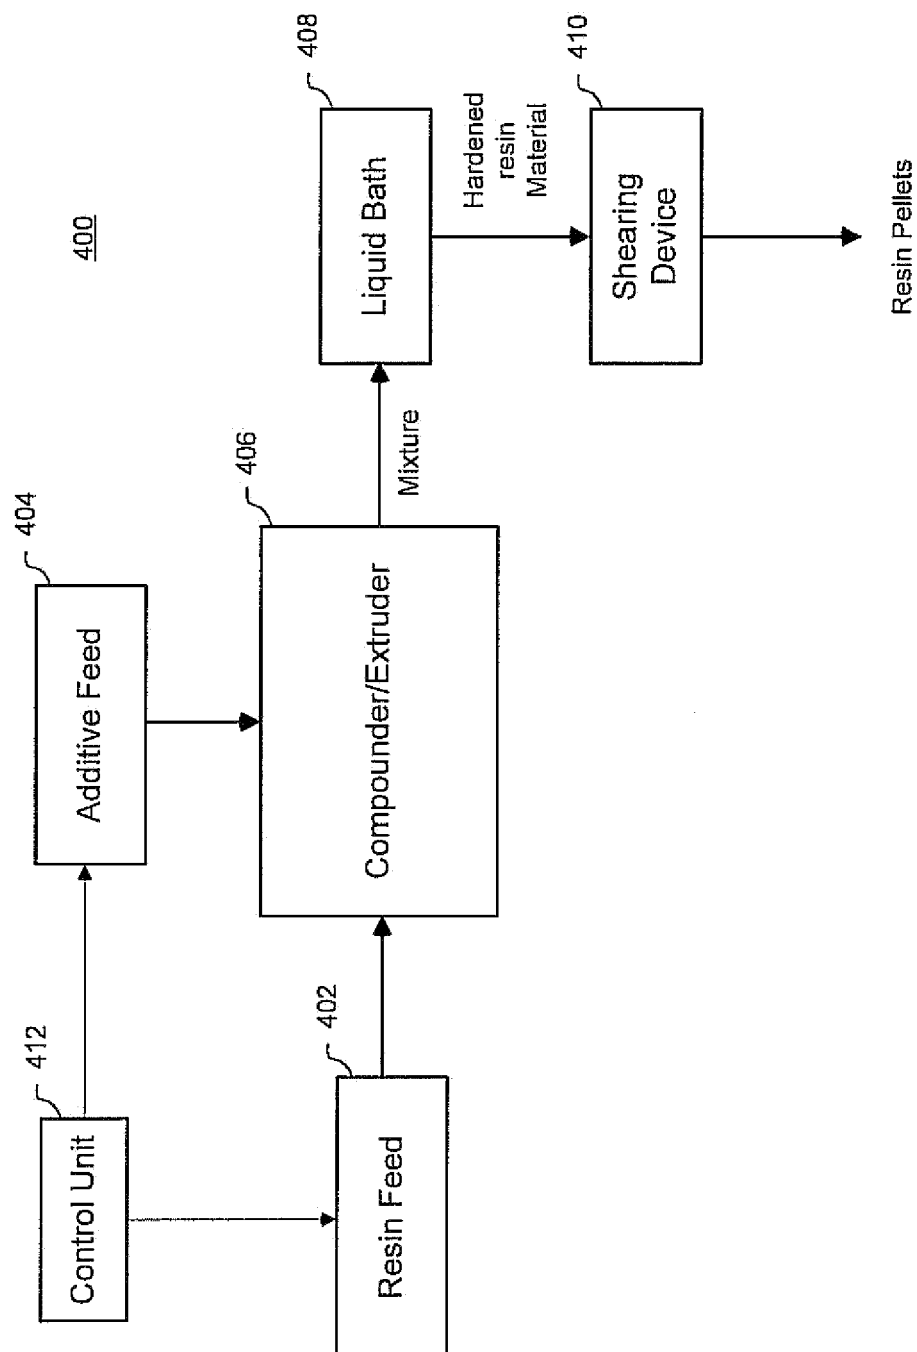 400
412
Control Unit
404
Additive Feed
402
Resin Feed
406
Compounder/Extruder
Mixture
408
Liquid Bath
Hardened
resin
Material
410
Shearing
Device
Resin Pellets